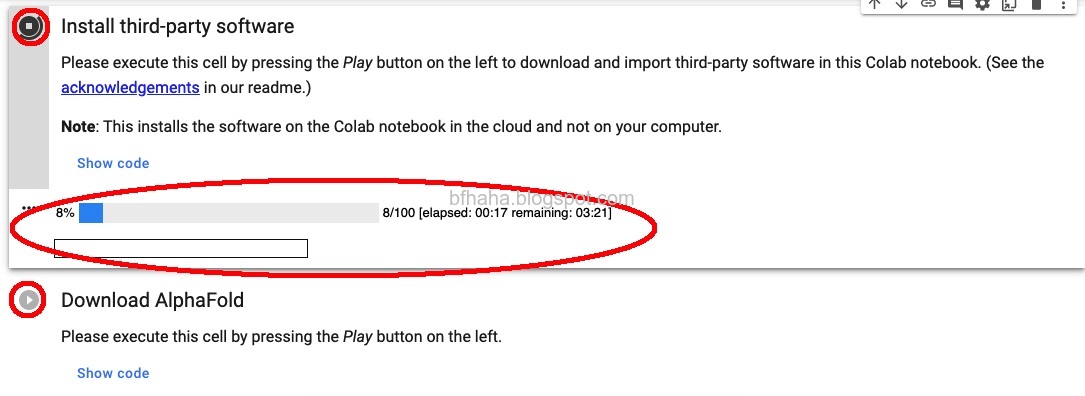 Install third-party software
Please execute this cell by pressing the Play button on the left to download and import third-party software in this Colab notebook. (See the
acknowledgements in our readme.)
Note: This installs the software on the Colab notebook in the cloud and not on your computer.
Show code
bfhaha.blogspot.com
8% 8/100 [elapsed: 00:17 remaining: 03:21]
Download AlphaFold
Please execute this cell by pressing the Play button on the left.
Show code